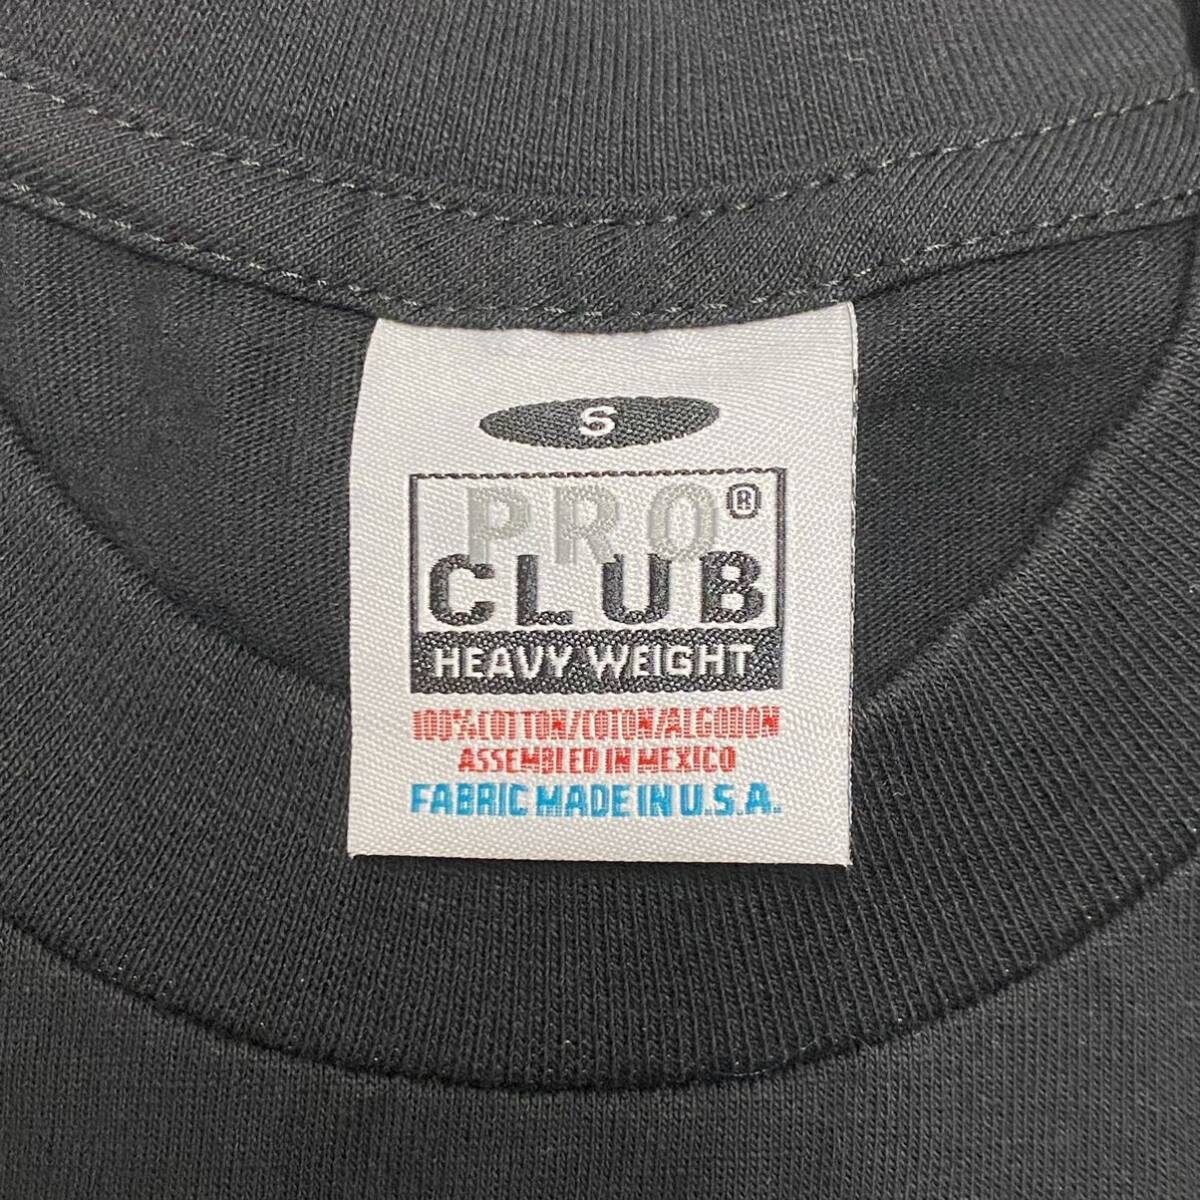 S
PRO®
CLUB
HEAVY WEIGHT
100% COTTON/COTON/ALGODON
ASSEMBLED IN MEXICO
FABRIC MADE IN U.S.A.